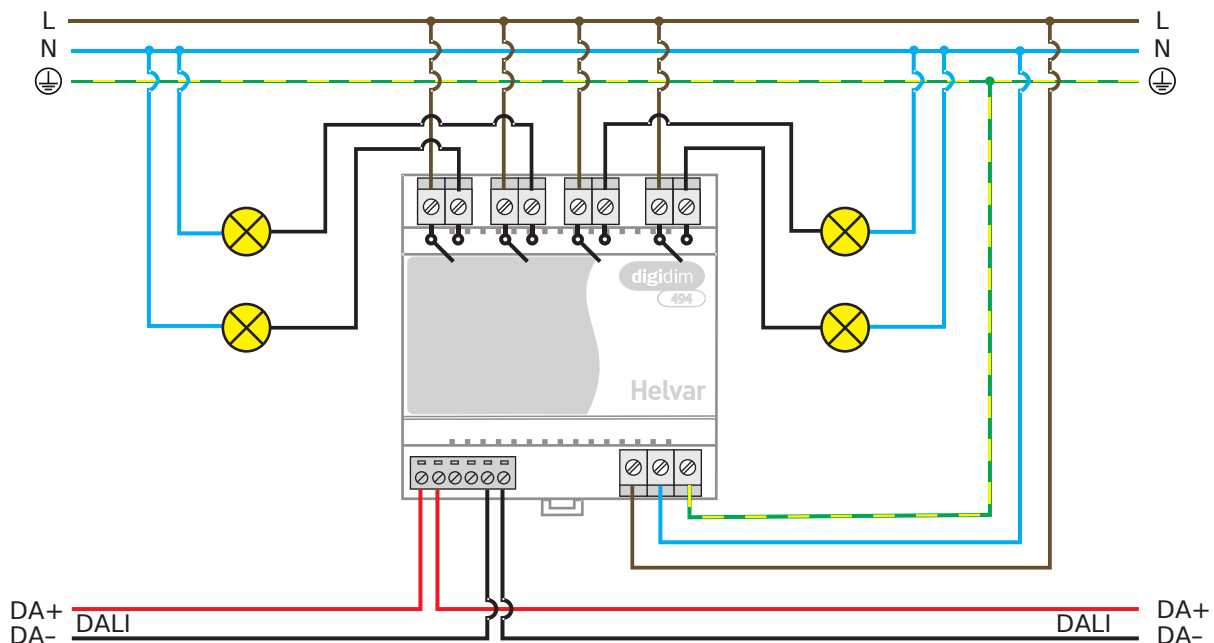 L L
N N
digidim
494
Helvar
DA+ DA+
DALI DALI
DA– DA–